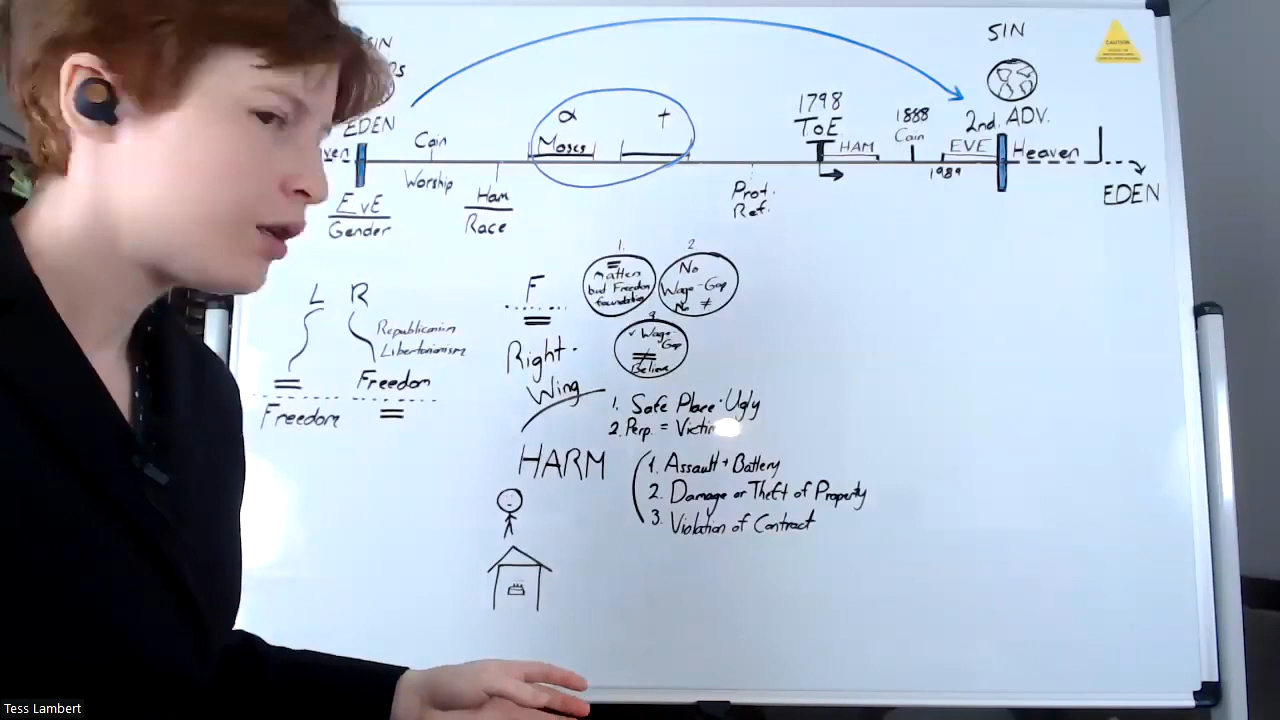 SIN
SIN
EDEN
Cain
α
Moses
+
1798
ToE
HAM
1888
Cain
2nd. ADV.
EVE
1989
Heaven
EDEN
CAUTION
EVE
Gender
Worship
Ham
Race
Prot.
Ref.
L R
Republicanism
Libertarianism
=
Freedom
Freedom
=
F
=
Right-
Wing
1.
=
Matters
but Freedom
foundation
2
No
Wage-Gap
No ≠
Wage
Gap
Believe
1. Safe Place · Ugly
2. Perp. = Victim
HARM
1. Assault + Battery
2. Damage or Theft of Property
3. Violation of Contract
Tess Lambert